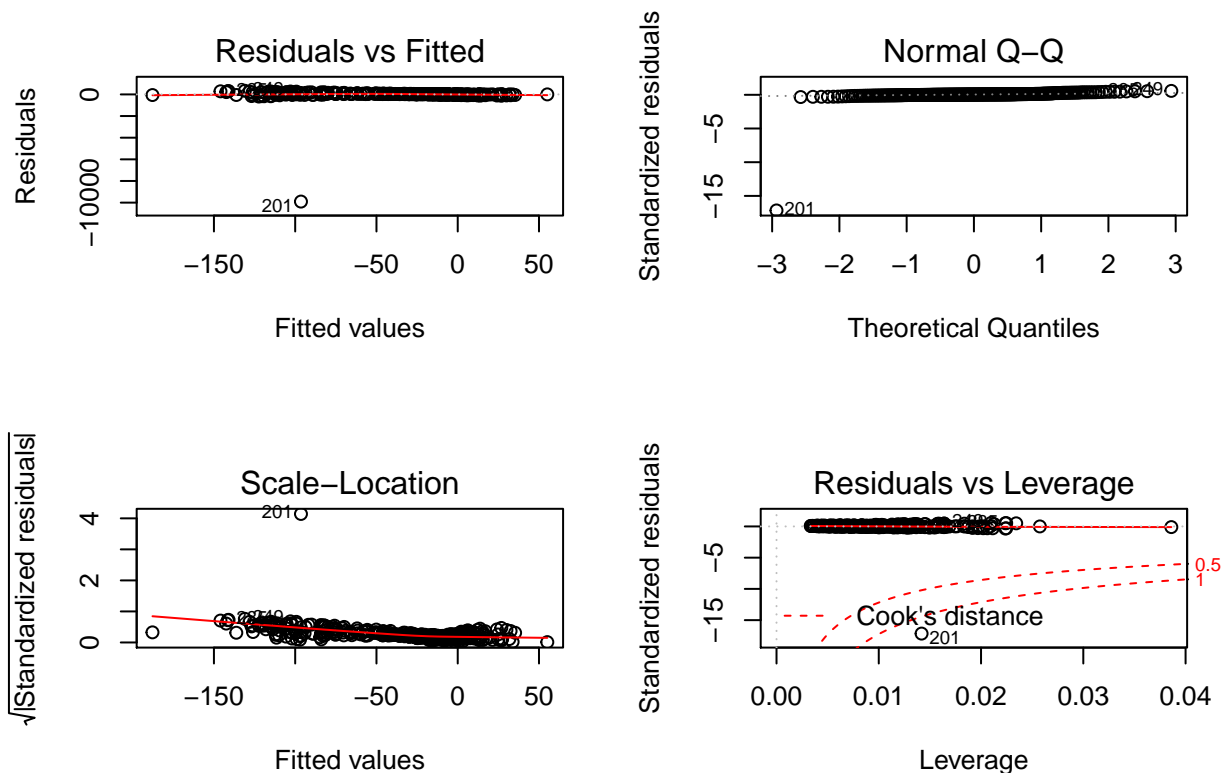 Residuals vs Fitted
Residuals
0
−10000
201
249
−150
−50
0
50
Fitted values
Normal Q−Q
Standardized residuals
−5
−15
201
249
−3
−2
−1
0
1
2
3
Theoretical Quantiles
Scale−Location
√|Standardized residuals|
4
2
0
201
249
−150
−50
0
50
Fitted values
Residuals vs Leverage
Standardized residuals
−5
−15
0.5
1
Cook's distance
201
0.00
0.01
0.02
0.03
0.04
Leverage